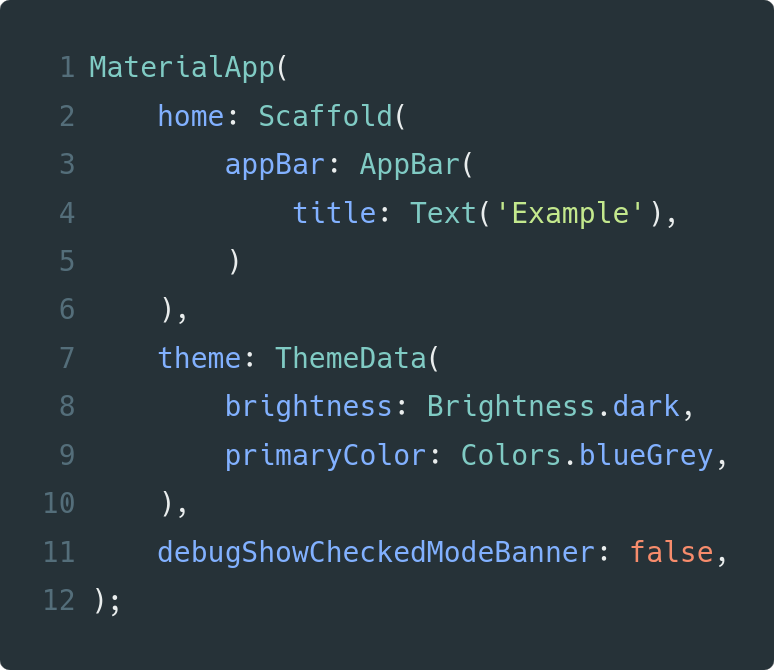 1 MaterialApp(
2     home: Scaffold(
3         appBar: AppBar(
4             title: Text('Example'),
5         )
6     ),
7     theme: ThemeData(
8         brightness: Brightness.dark,
9         primaryColor: Colors.blueGrey,
10     ),
11     debugShowCheckedModeBanner: false,
12 );